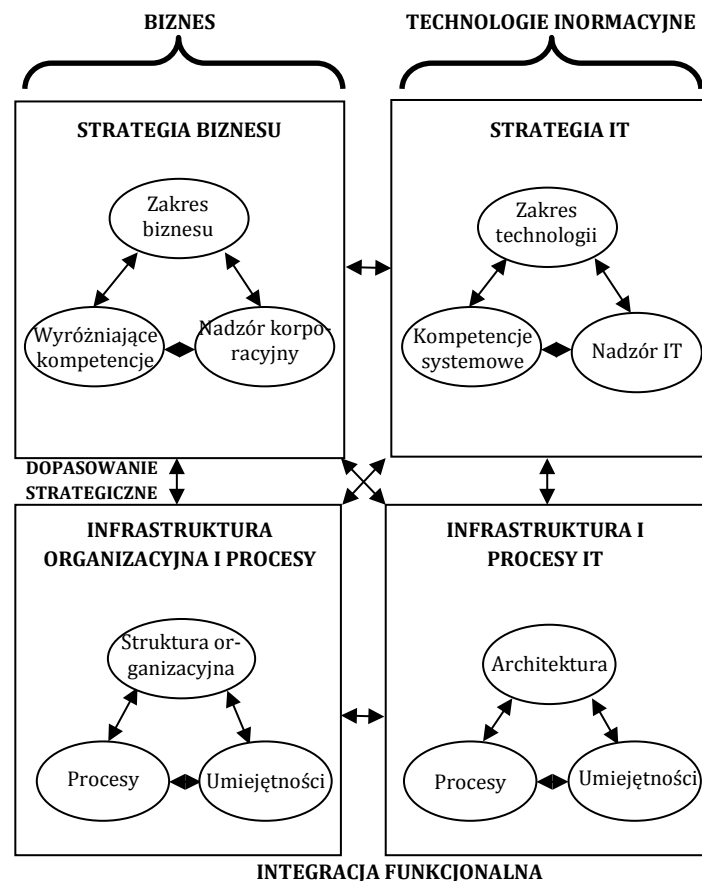 BIZNES
TECHNOLOGIE INORMACYJNE
STRATEGIA BIZNESU
Zakres
biznesu
Wyróżniające
kompetencje
Nadzór korpo-
racyjny
STRATEGIA IT
Zakres
technologii
Kompetencje
systemowe
Nadzór IT
DOPASOWANIE
STRATEGICZNE
INFRASTRUKTURA
ORGANIZACYJNA I PROCESY
Struktura or-
ganizacyjna
Procesy
Umiejętności
INFRASTRUKTURA I
PROCESY IT
Architektura
Procesy
Umiejętności
INTEGRACJA FUNKCJONALNA